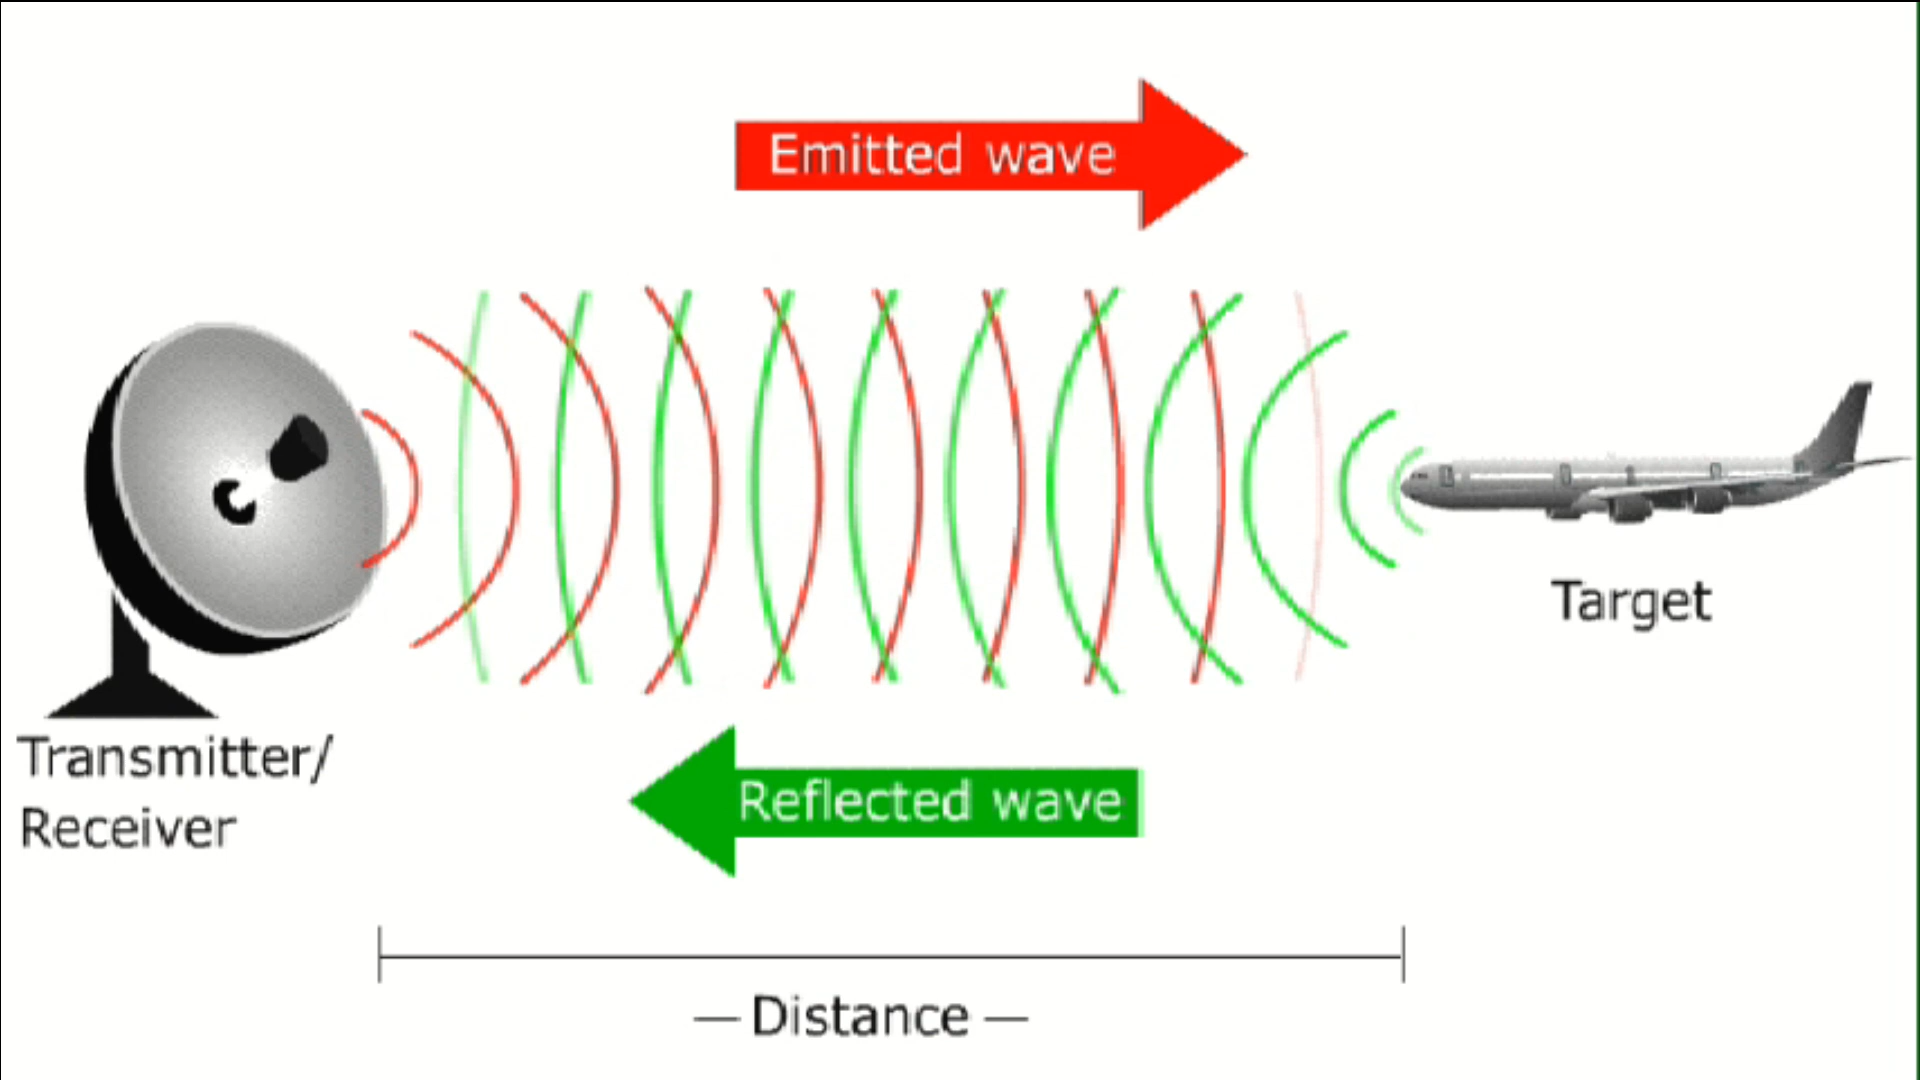 Emitted wave
Target
Transmitter/
Receiver
Reflected wave
— Distance —